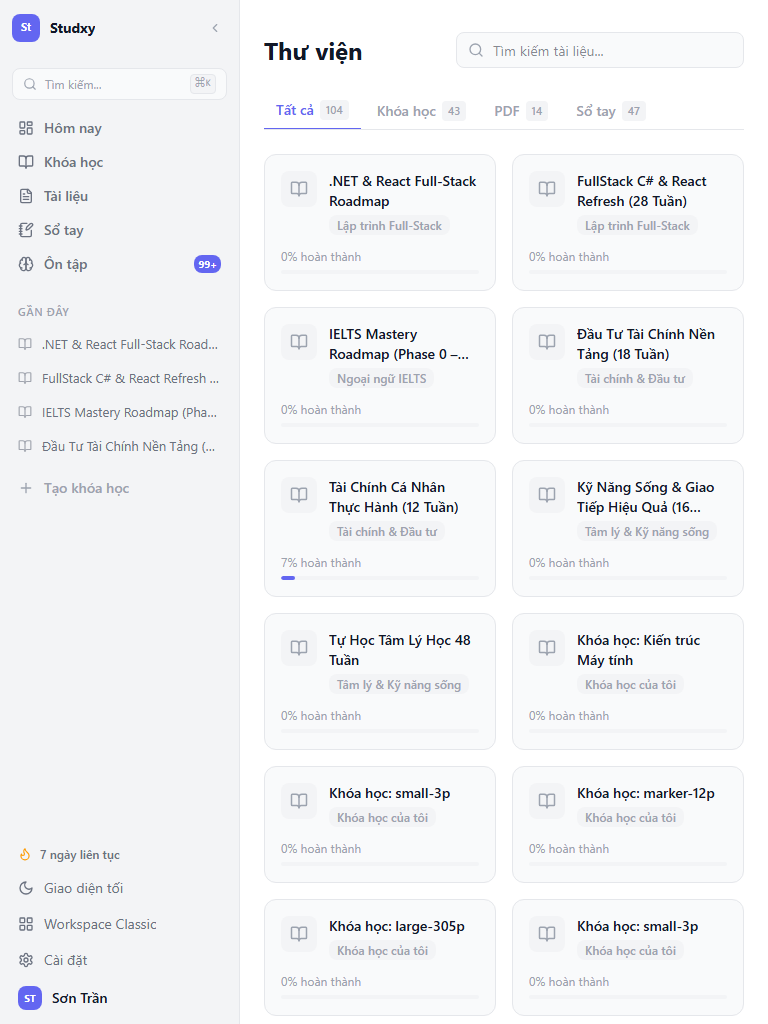 St Studxy
Tìm kiếm... ⌘K
Hôm nay
Khóa học
Tài liệu
Sổ tay
Ôn tập 99+
GẦN ĐÂY
.NET & React Full-Stack Road...
FullStack C# & React Refresh ...
IELTS Mastery Roadmap (Pha...
Đầu Tư Tài Chính Nền Tảng (...
Tạo khóa học
7 ngày liên tục
Giao diện tối
Workspace Classic
Cài đặt
ST Sơn Trần
Thư viện
Tìm kiếm tài liệu...
Tất cả 104 Khóa học 43 PDF 14 Sổ tay 47
.NET & React Full-Stack
Roadmap
Lập trình Full-Stack
0% hoàn thành
FullStack C# & React
Refresh (28 Tuần)
Lập trình Full-Stack
0% hoàn thành
IELTS Mastery
Roadmap (Phase 0 –...
Ngoại ngữ IELTS
0% hoàn thành
Đầu Tư Tài Chính Nền
Tảng (18 Tuần)
Tài chính & Đầu tư
0% hoàn thành
Tài Chính Cá Nhân
Thực Hành (12 Tuần)
Tài chính & Đầu tư
7% hoàn thành
Kỹ Năng Sống & Giao
Tiếp Hiệu Quả (16...
Tâm lý & Kỹ năng sống
0% hoàn thành
Tự Học Tâm Lý Học 48
Tuần
Tâm lý & Kỹ năng sống
0% hoàn thành
Khóa học: Kiến trúc
Máy tính
Khóa học của tôi
0% hoàn thành
Khóa học: small-3p
Khóa học của tôi
0% hoàn thành
Khóa học: marker-12p
Khóa học của tôi
0% hoàn thành
Khóa học: large-305p
Khóa học của tôi
0% hoàn thành
Khóa học: small-3p
Khóa học của tôi
0% hoàn thành